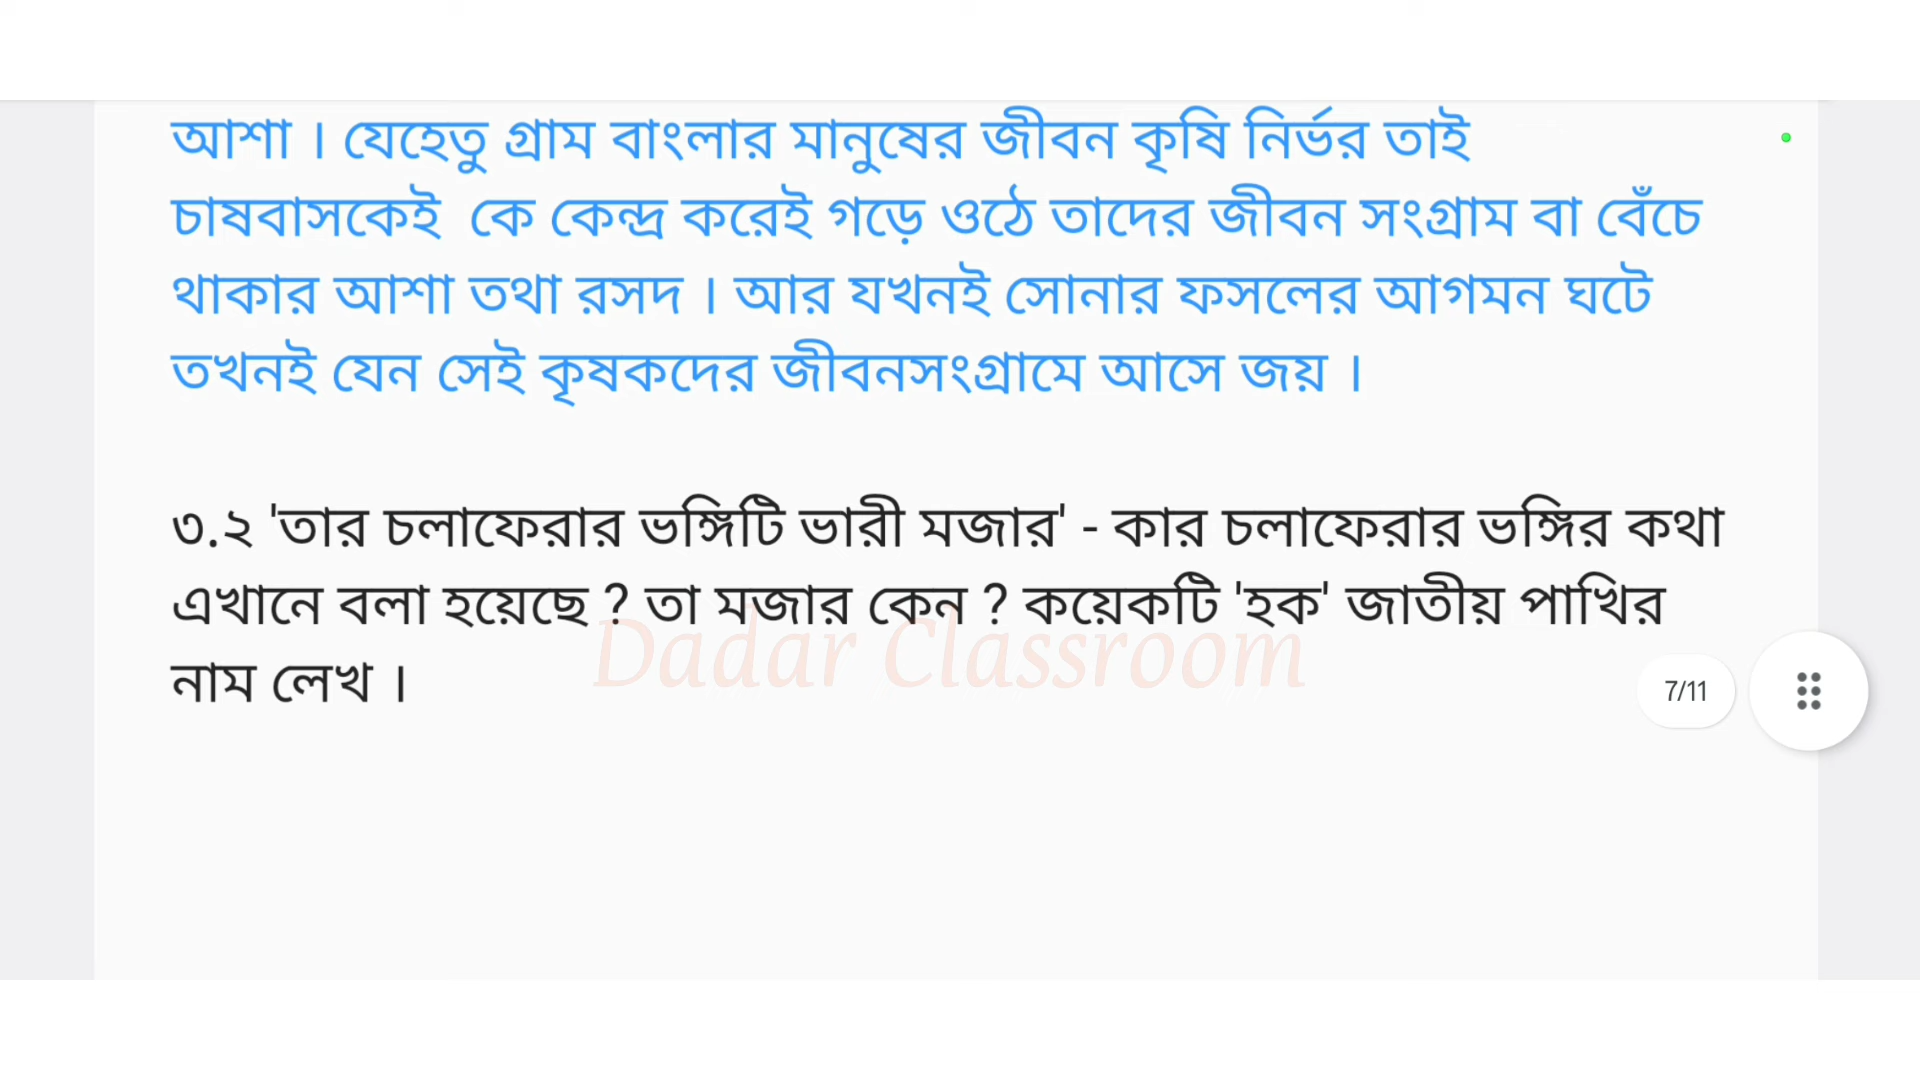 আশা । যেহেতু গ্রাম বাংলার মানুষের জীবন কৃষি নির্ভর তাই
চাষবাসকেই কে কেন্দ্র করেই গড়ে ওঠে তাদের জীবন সংগ্রাম বা বেঁচে
থাকার আশা তথা রসদ । আর যখনই সোনার ফসলের আগমন ঘটে
তখনই যেন সেই কৃষকদের জীবনসংগ্রামে আসে জয় ।
৩.২ 'তার চলাফেরার ভঙ্গিটি ভারী মজার' - কার চলাফেরার ভঙ্গির কথা
এখানে বলা হয়েছে ? তা মজার কেন ? কয়েকটি 'হক' জাতীয় পাখির
Dadar Classroom
নাম লেখ ।
7/11